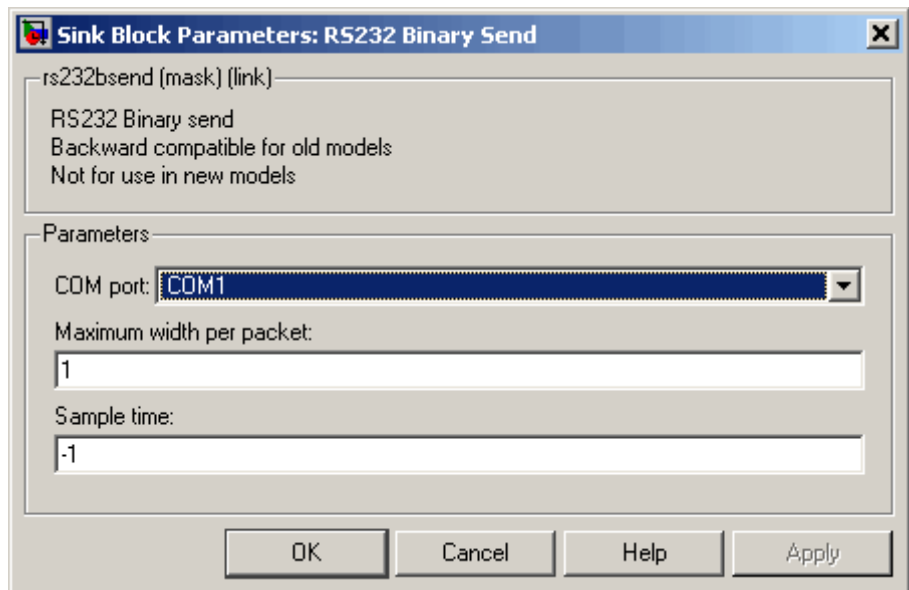 Sink Block Parameters: RS232 Binary Send
rs232bsend (mask) (link)
RS232 Binary send
Backward compatible for old models
Not for use in new models
Parameters
COM port: COM1
Maximum width per packet:
1
Sample time:
-1
OK Cancel Help Apply